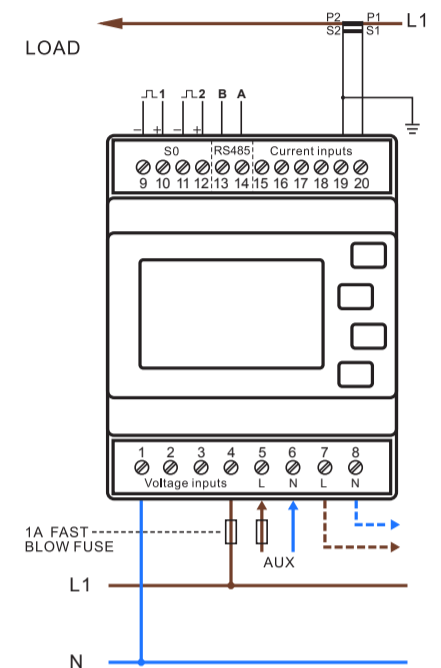 P2 P1 L1
S2 S1
LOAD
1 2 B A
− + − +
S0 RS485 Current inputs
9 10 11 12 13 14 15 16 17 18 19 20
1 2 3 4 5 6 7 8
Voltage inputs L N L N
1A FAST
BLOW FUSE
AUX
L1
N